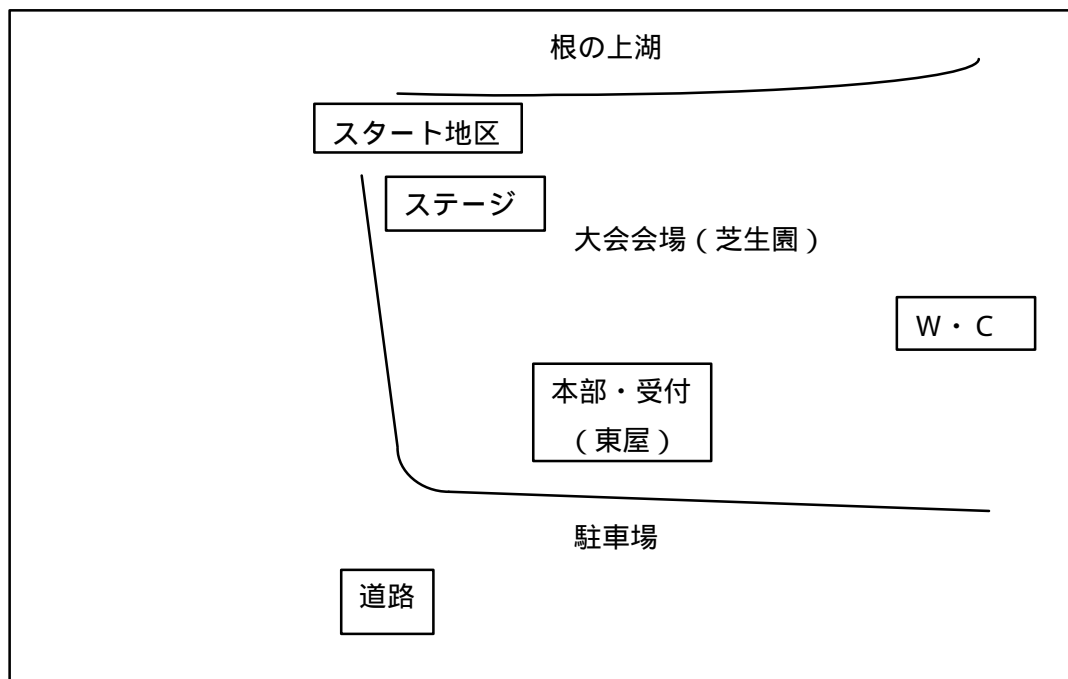 根の上湖
スタート地区
ステージ
大会会場（芝生園）
W・C
本部・受付
（東屋）
駐車場
道路